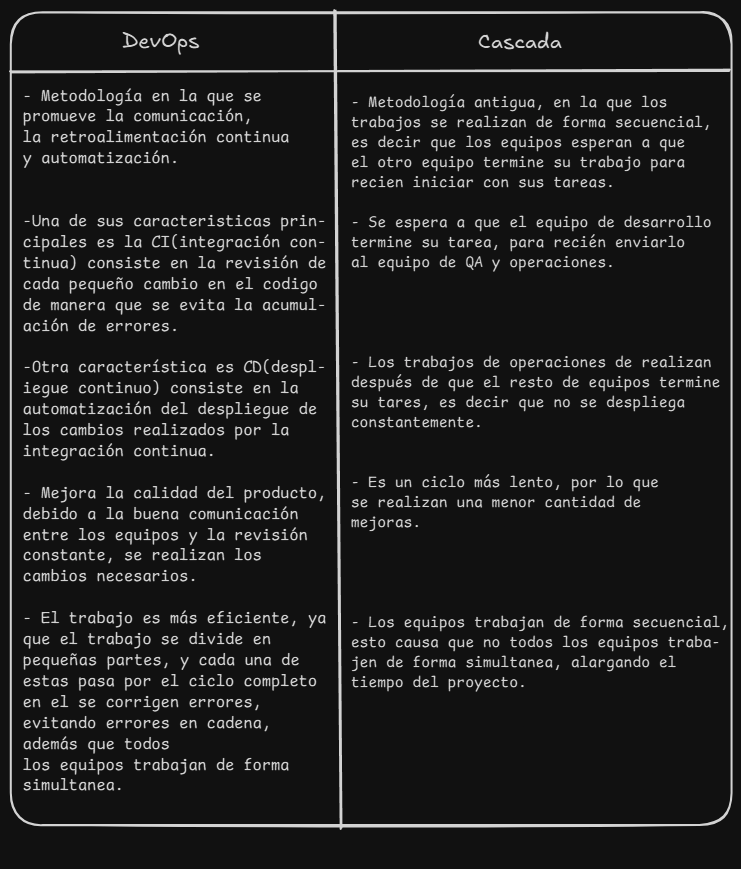 DevOps
Cascada
- Metodología en la que se
promueve la comunicación,
la retroalimentación continua
y automatización.
-Una de sus caracteristicas prin-
cipales es la CI(integración con-
tinua) consiste en la revisión de
cada pequeño cambio en el codigo
de manera que se evita la acumul-
ación de errores.
-Otra característica es CD(despl-
iegue continuo) consiste en la
automatización del despliegue de
los cambios realizados por la
integración continua.
- Mejora la calidad del producto,
debido a la buena comunicación
entre los equipos y la revisión
constante, se realizan los
cambios necesarios.
- El trabajo es más eficiente, ya
que el trabajo se divide en
pequeñas partes, y cada una de
estas pasa por el ciclo completo
en el se corrigen errores,
evitando errores en cadena,
además que todos
los equipos trabajan de forma
simultanea.
- Metodología antigua, en la que los
trabajos se realizan de forma secuencial,
es decir que los equipos esperan a que
el otro equipo termine su trabajo para
recien iniciar con sus tareas.
- Se espera a que el equipo de desarrollo
termine su tarea, para recién enviarlo
al equipo de QA y operaciones.
- Los trabajos de operaciones de realizan
después de que el resto de equipos termine
su tares, es decir que no se despliega
constantemente.
- Es un ciclo más lento, por lo que
se realizan una menor cantidad de
mejoras.
- Los equipos trabajan de forma secuencial,
esto causa que no todos los equipos traba-
jen de forma simultanea, alargando el
tiempo del proyecto.